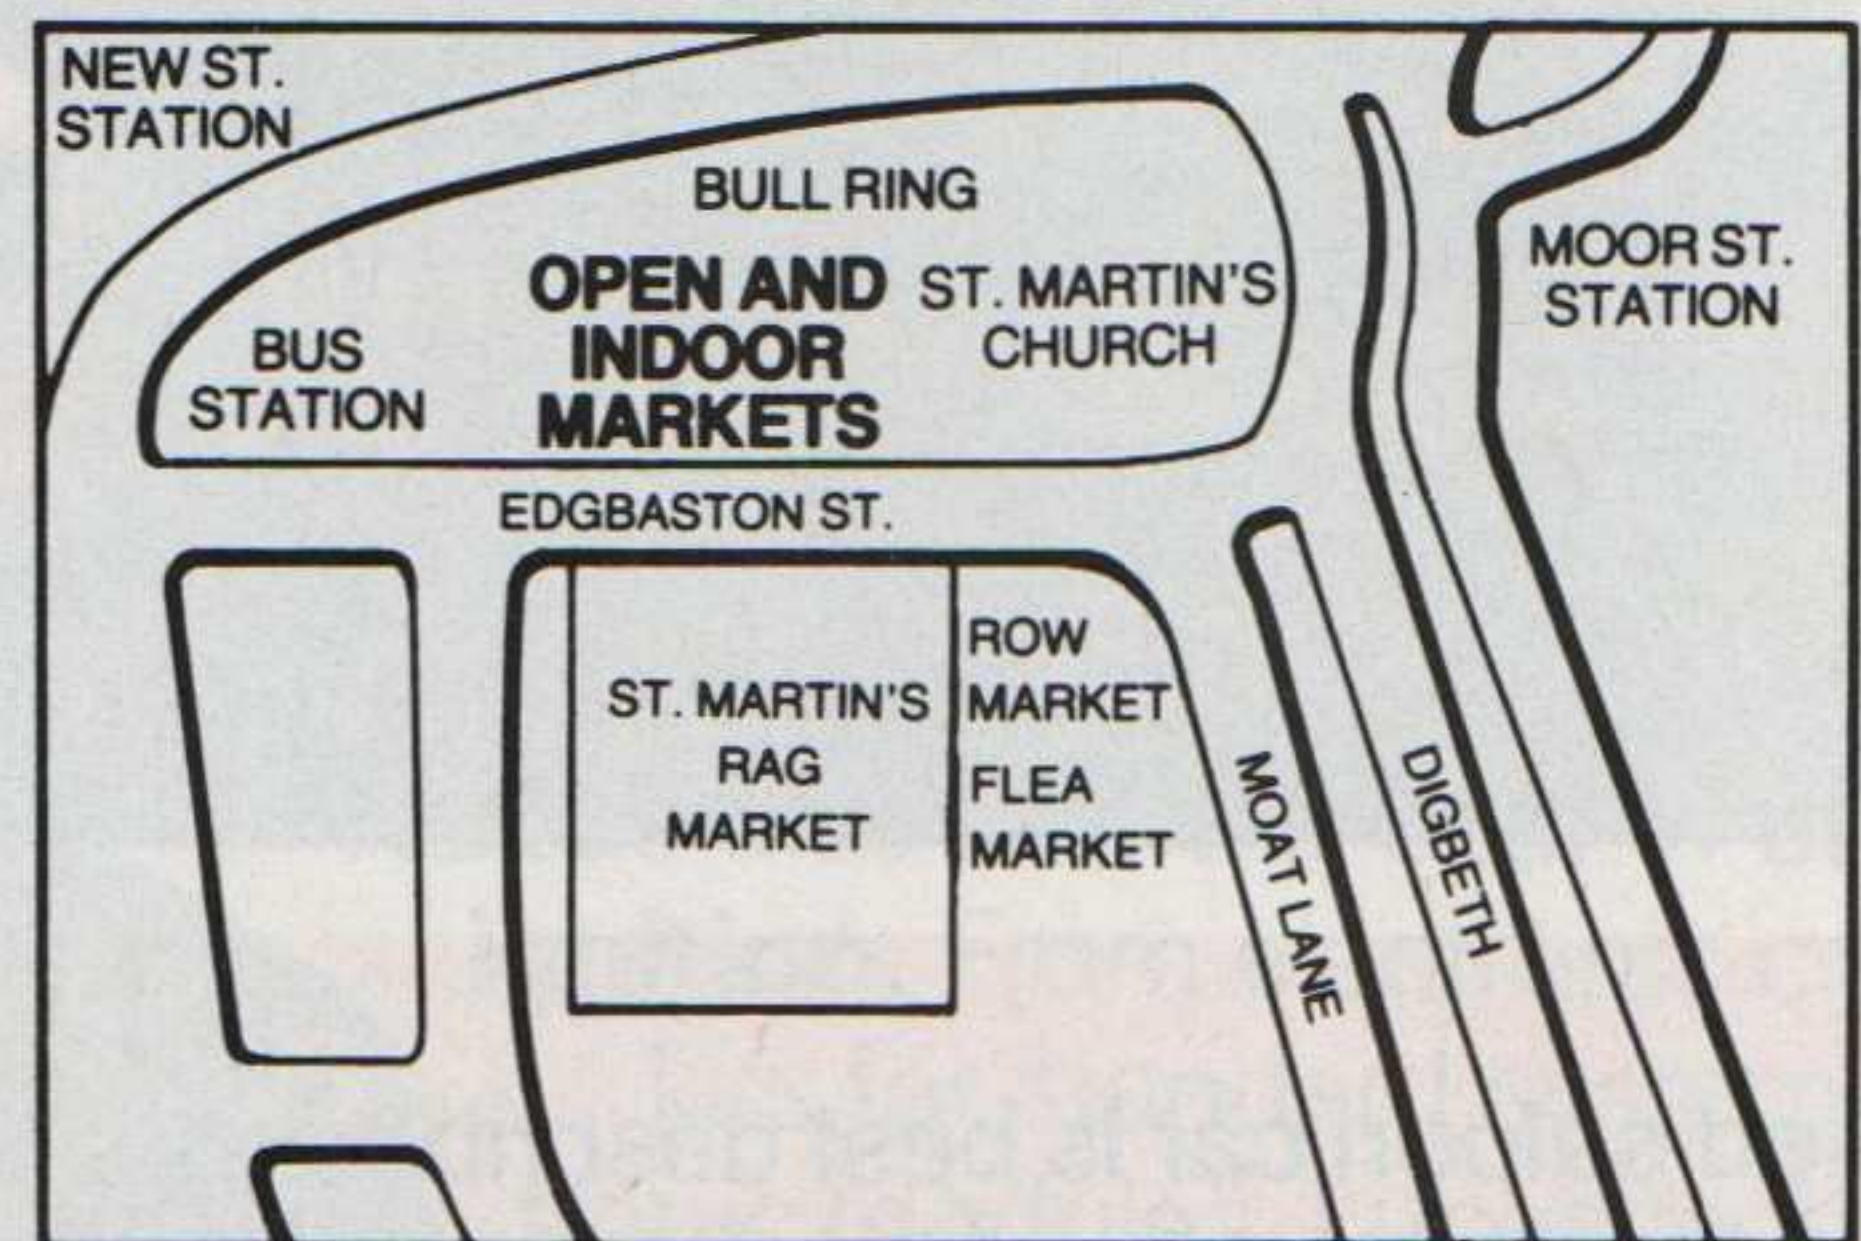 NEW ST.
STATION
BULL RING
OPEN AND
INDOOR
MARKETS
ST. MARTIN'S
CHURCH
BUS
STATION
MOOR ST.
STATION
EDGBASTON ST.
ST. MARTIN'S
RAG
MARKET
ROW
MARKET
FLEA
MARKET
MOAT LANE
DIGBETH